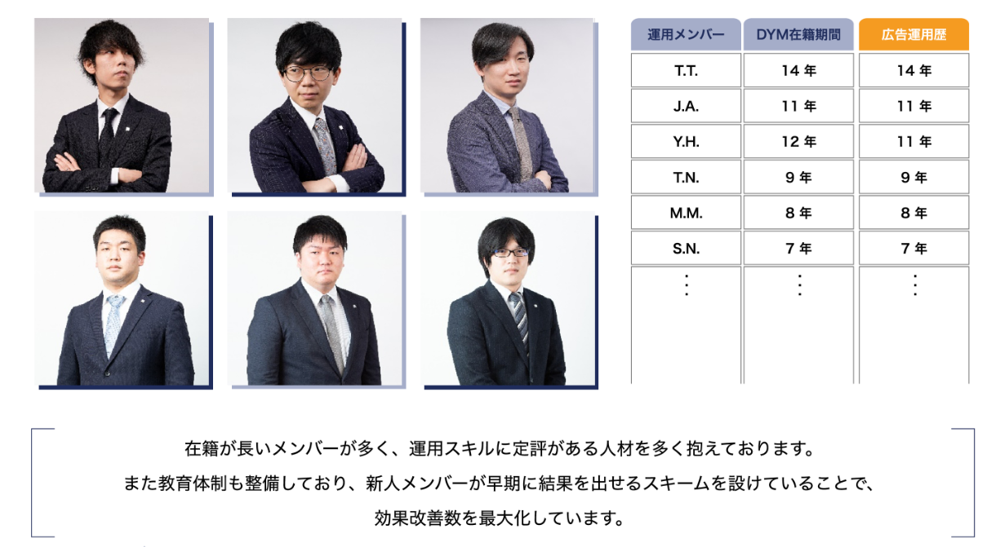 運用メンバー DYM在籍期間 広告運用歴
T.T. 14 年 14 年
J.A. 11 年 11 年
Y.H. 12 年 11 年
T.N. 9 年 9 年
M.M. 8 年 8 年
S.N. 7 年 7 年
⋮ ⋮ ⋮
在籍が長いメンバーが多く、運用スキルに定評がある人材を多く抱えております。
また教育体制も整備しており、新人メンバーが早期に結果を出せるスキームを設けていることで、
効果改善数を最大化しています。